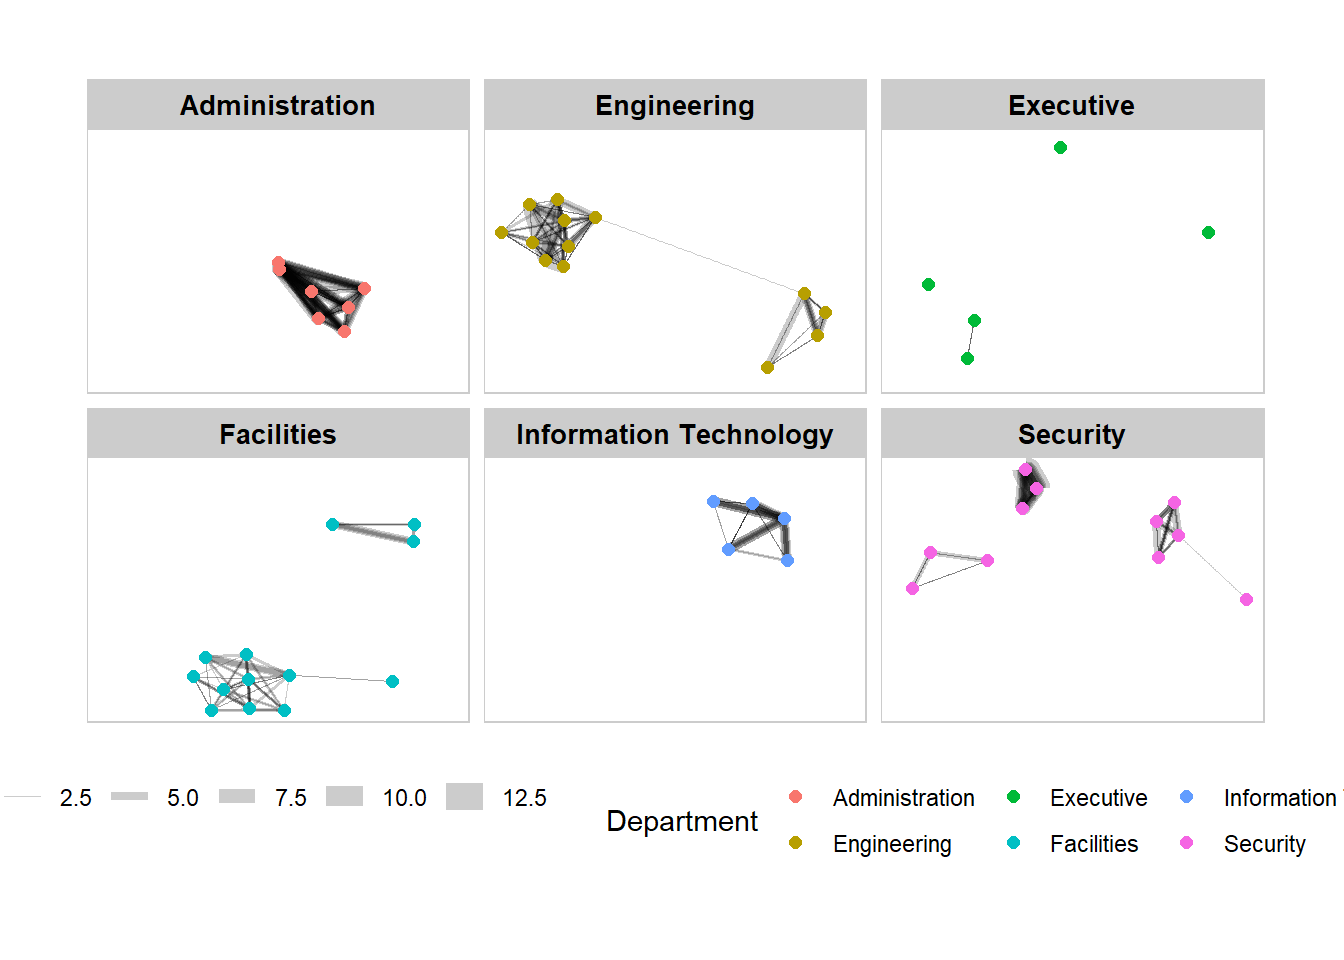 Administration
Engineering
Executive
Facilities
Information Technology
Security
2.5 5.0 7.5 10.0 12.5
Department
Administration Executive Information
Engineering Facilities Security